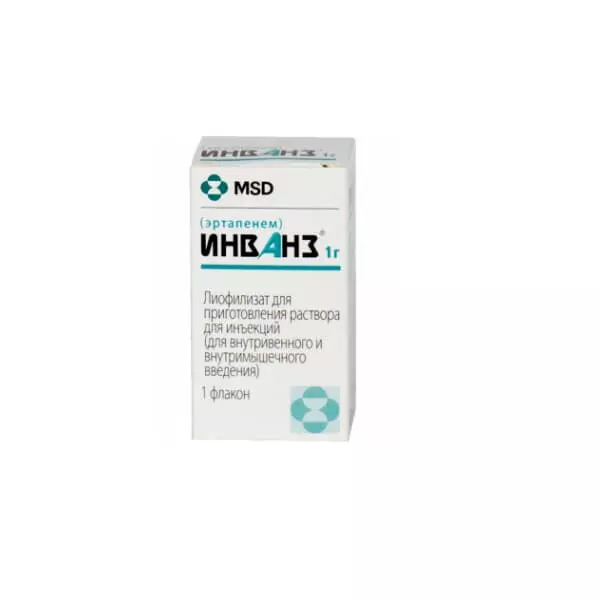 ИНВАНЗ 1г
MSD
(эртапенем)
ИНВАНЗ® 1г
Лиофилизат для
приготовления раствора
для инъекций
(для внутривенного и
внутримышечного
введения)
1 флакон